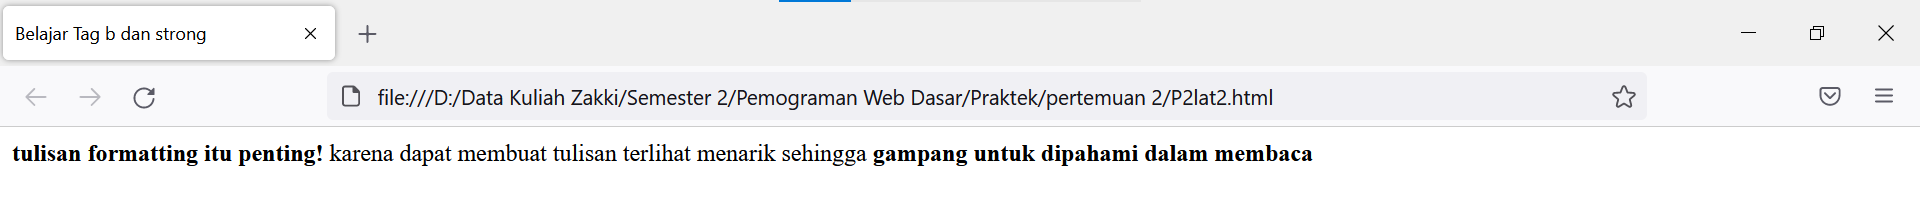 Belajar Tag b dan strong
file:///D:/Data Kuliah Zakki/Semester 2/Pemograman Web Dasar/Praktek/pertemuan 2/P2lat2.html
tulisan formatting itu penting! karena dapat membuat tulisan terlihat menarik sehingga gampang untuk dipahami dalam membaca